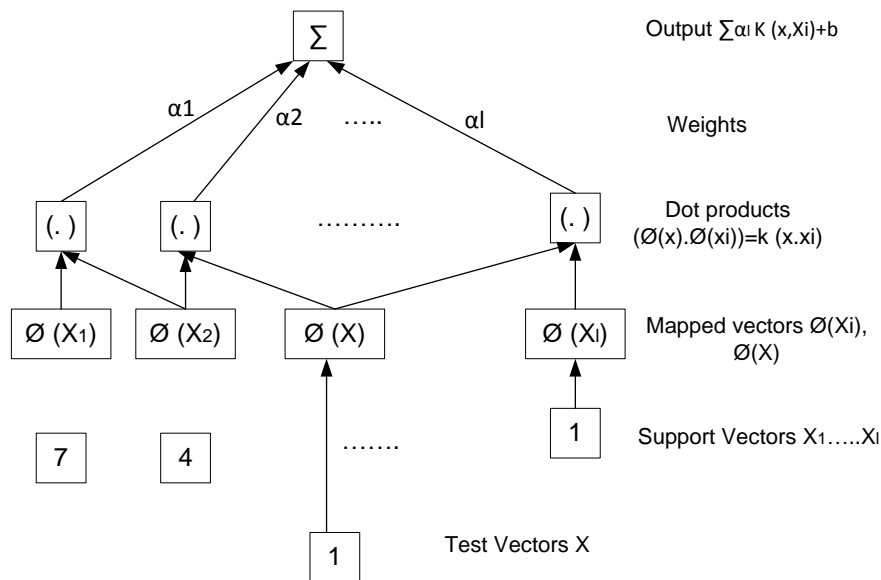 ∑ Output ∑αl K (x,Xi)+b
α1 α2 ….. αl Weights
(. ) (. ) ………. (. ) Dot products
(Ø(x).Ø(xi))=k (x.xi)
Ø (X1) Ø (X2) Ø (X) Ø (Xl) Mapped vectors Ø(Xi),
Ø(X)
7 4 ……. 1 Support Vectors X1…..Xl
1 Test Vectors X